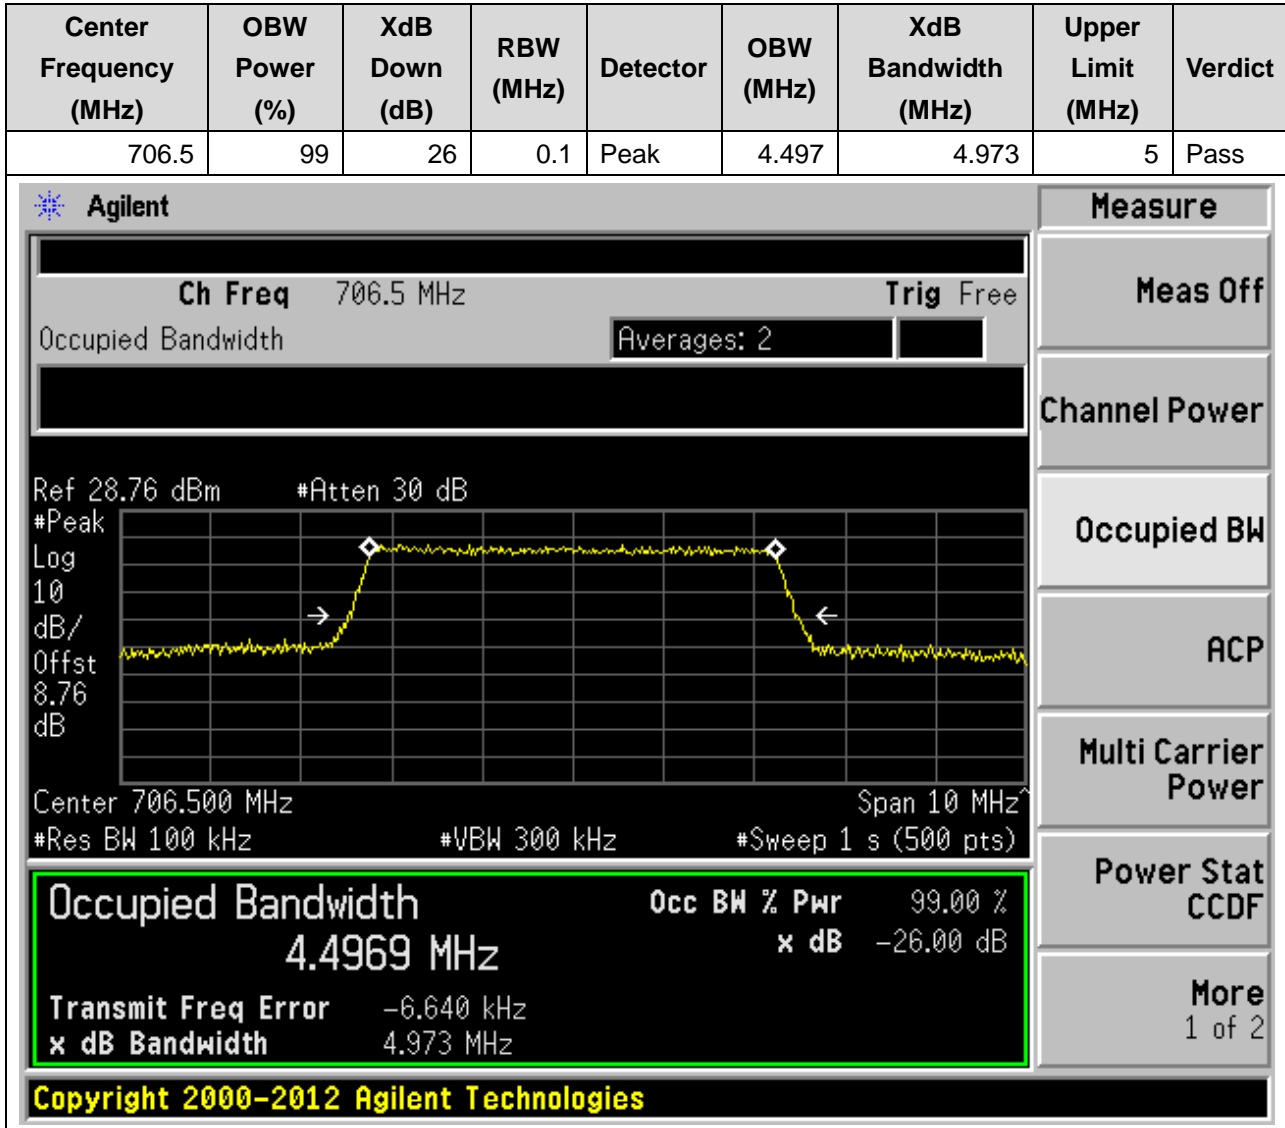 Center Frequency (MHz) OBW Power (%) XdB Down (dB) RBW (MHz) Detector OBW (MHz) XdB Bandwidth (MHz) Upper Limit (MHz) Verdict
706.5 99 26 0.1 Peak 4.497 4.973 5 Pass
Agilent
Measure
Ch Freq 706.5 MHz Trig Free
Occupied Bandwidth Averages: 2
Meas Off
Channel Power
Occupied BW
ACP
Multi Carrier
Power
Power Stat
CCDF
More
1 of 2
Ref 28.76 dBm #Atten 30 dB
#Peak
Log
10
dB/
Offst
8.76
dB
Center 706.500 MHz Span 10 MHz^
#Res BW 100 kHz #VBW 300 kHz #Sweep 1 s (500 pts)
Occupied Bandwidth
4.4969 MHz
Occ BW % Pwr 99.00 %
x dB -26.00 dB
Transmit Freq Error -6.640 kHz
x dB Bandwidth 4.973 MHz
Copyright 2000-2012 Agilent Technologies